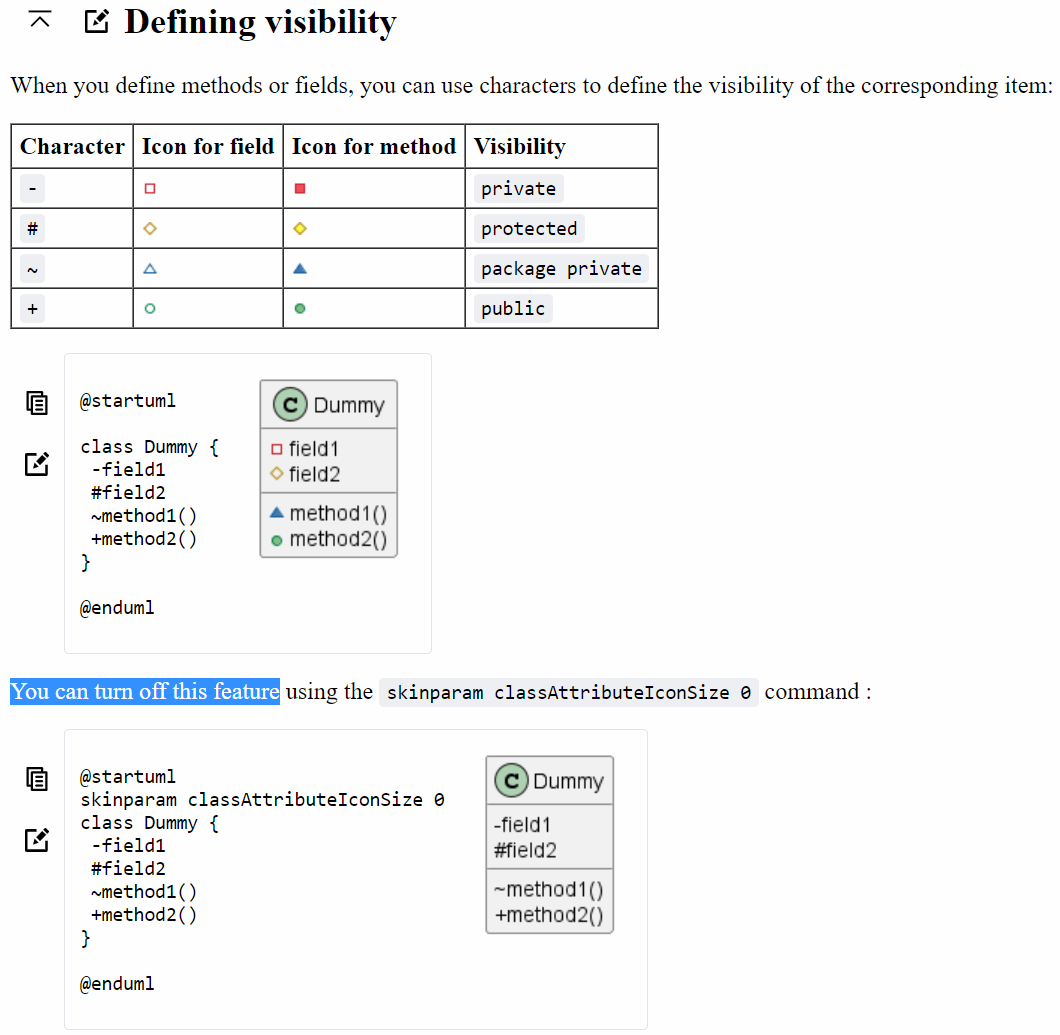 Defining visibility
When you define methods or fields, you can use characters to define the visibility of the corresponding item:
Character Icon for field Icon for method Visibility
- private
# protected
~ package private
+ public
@startuml
class Dummy {
-field1
#field2
~method1()
+method2()
}
@enduml
C Dummy
field1
field2
method1()
method2()
You can turn off this feature using the skinparam classAttributeIconSize 0 command :
@startuml
skinparam classAttributeIconSize 0
class Dummy {
-field1
#field2
~method1()
+method2()
}
@enduml
C Dummy
-field1
#field2
~method1()
+method2()